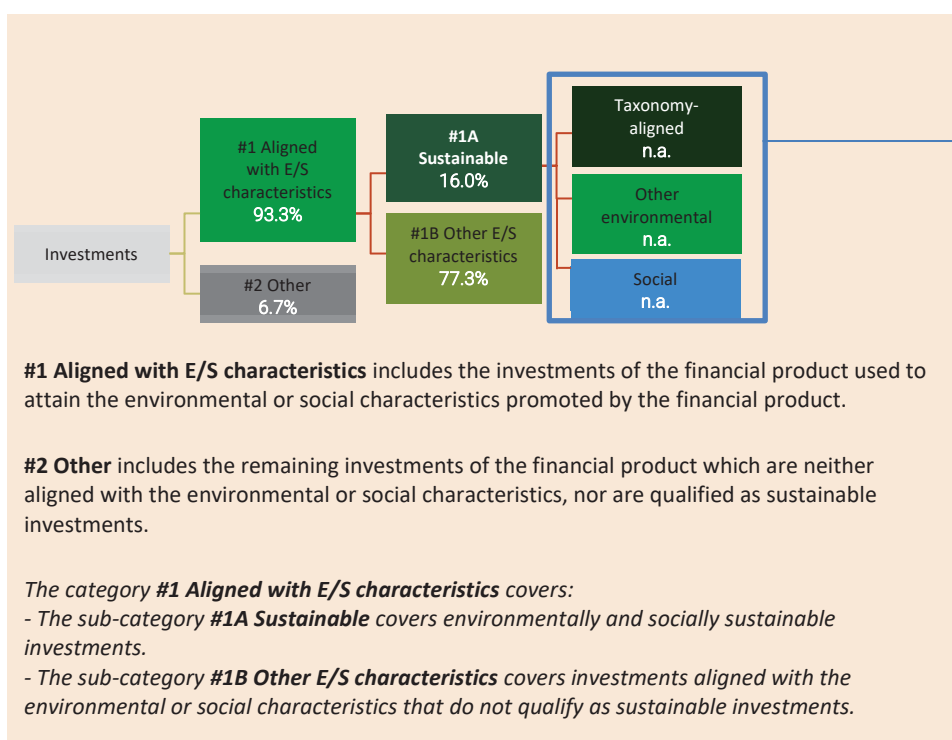 Investments
#1 Aligned
with E/S
characteristics
93.3%
#2 Other
6.7%
#1A
Sustainable
16.0%
#1B Other E/S
characteristics
77.3%
Taxonomy-
aligned
n.a.
Other
environmental
n.a.
Social
n.a.
#1 Aligned with E/S characteristics includes the investments of the financial product used to
attain the environmental or social characteristics promoted by the financial product.
#2 Other includes the remaining investments of the financial product which are neither
aligned with the environmental or social characteristics, nor are qualified as sustainable
investments.
The category #1 Aligned with E/S characteristics covers:
- The sub-category #1A Sustainable covers environmentally and socially sustainable
investments.
- The sub-category #1B Other E/S characteristics covers investments aligned with the
environmental or social characteristics that do not qualify as sustainable investments.